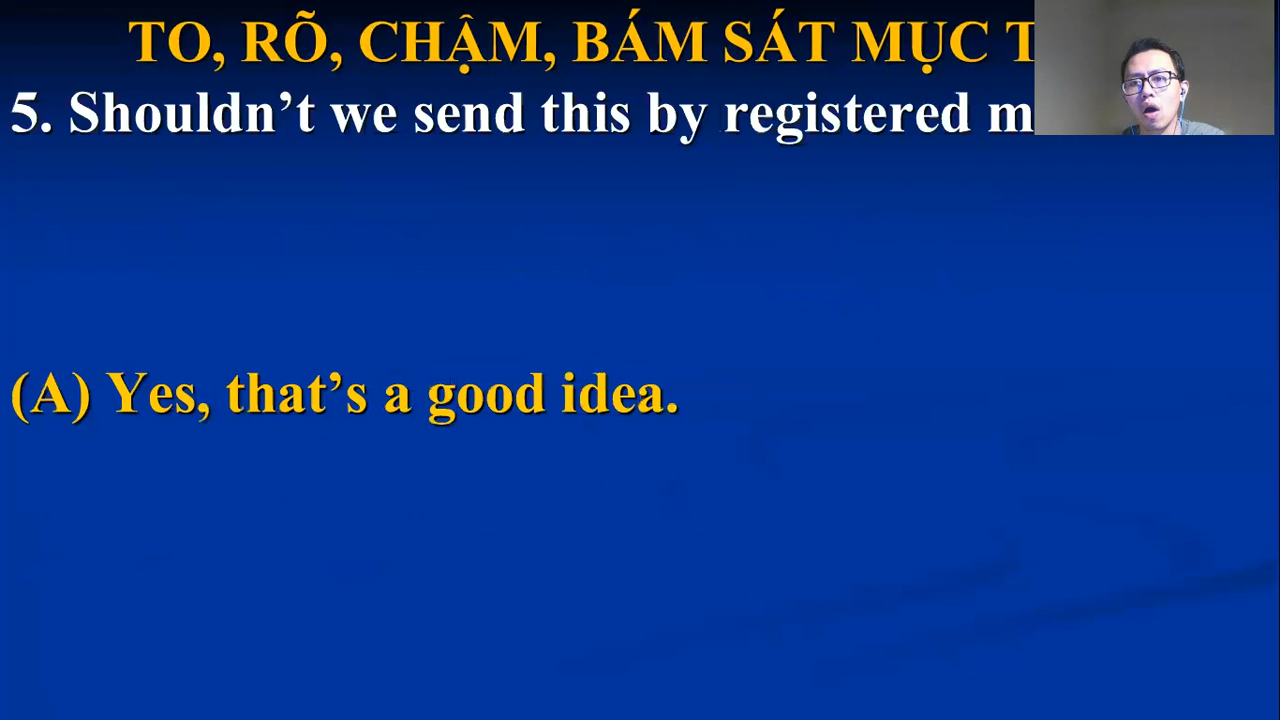 TO, RÕ, CHẬM, BÁM SÁT MỤC T
5. Shouldn’t we send this by registered m
(A) Yes, that’s a good idea.